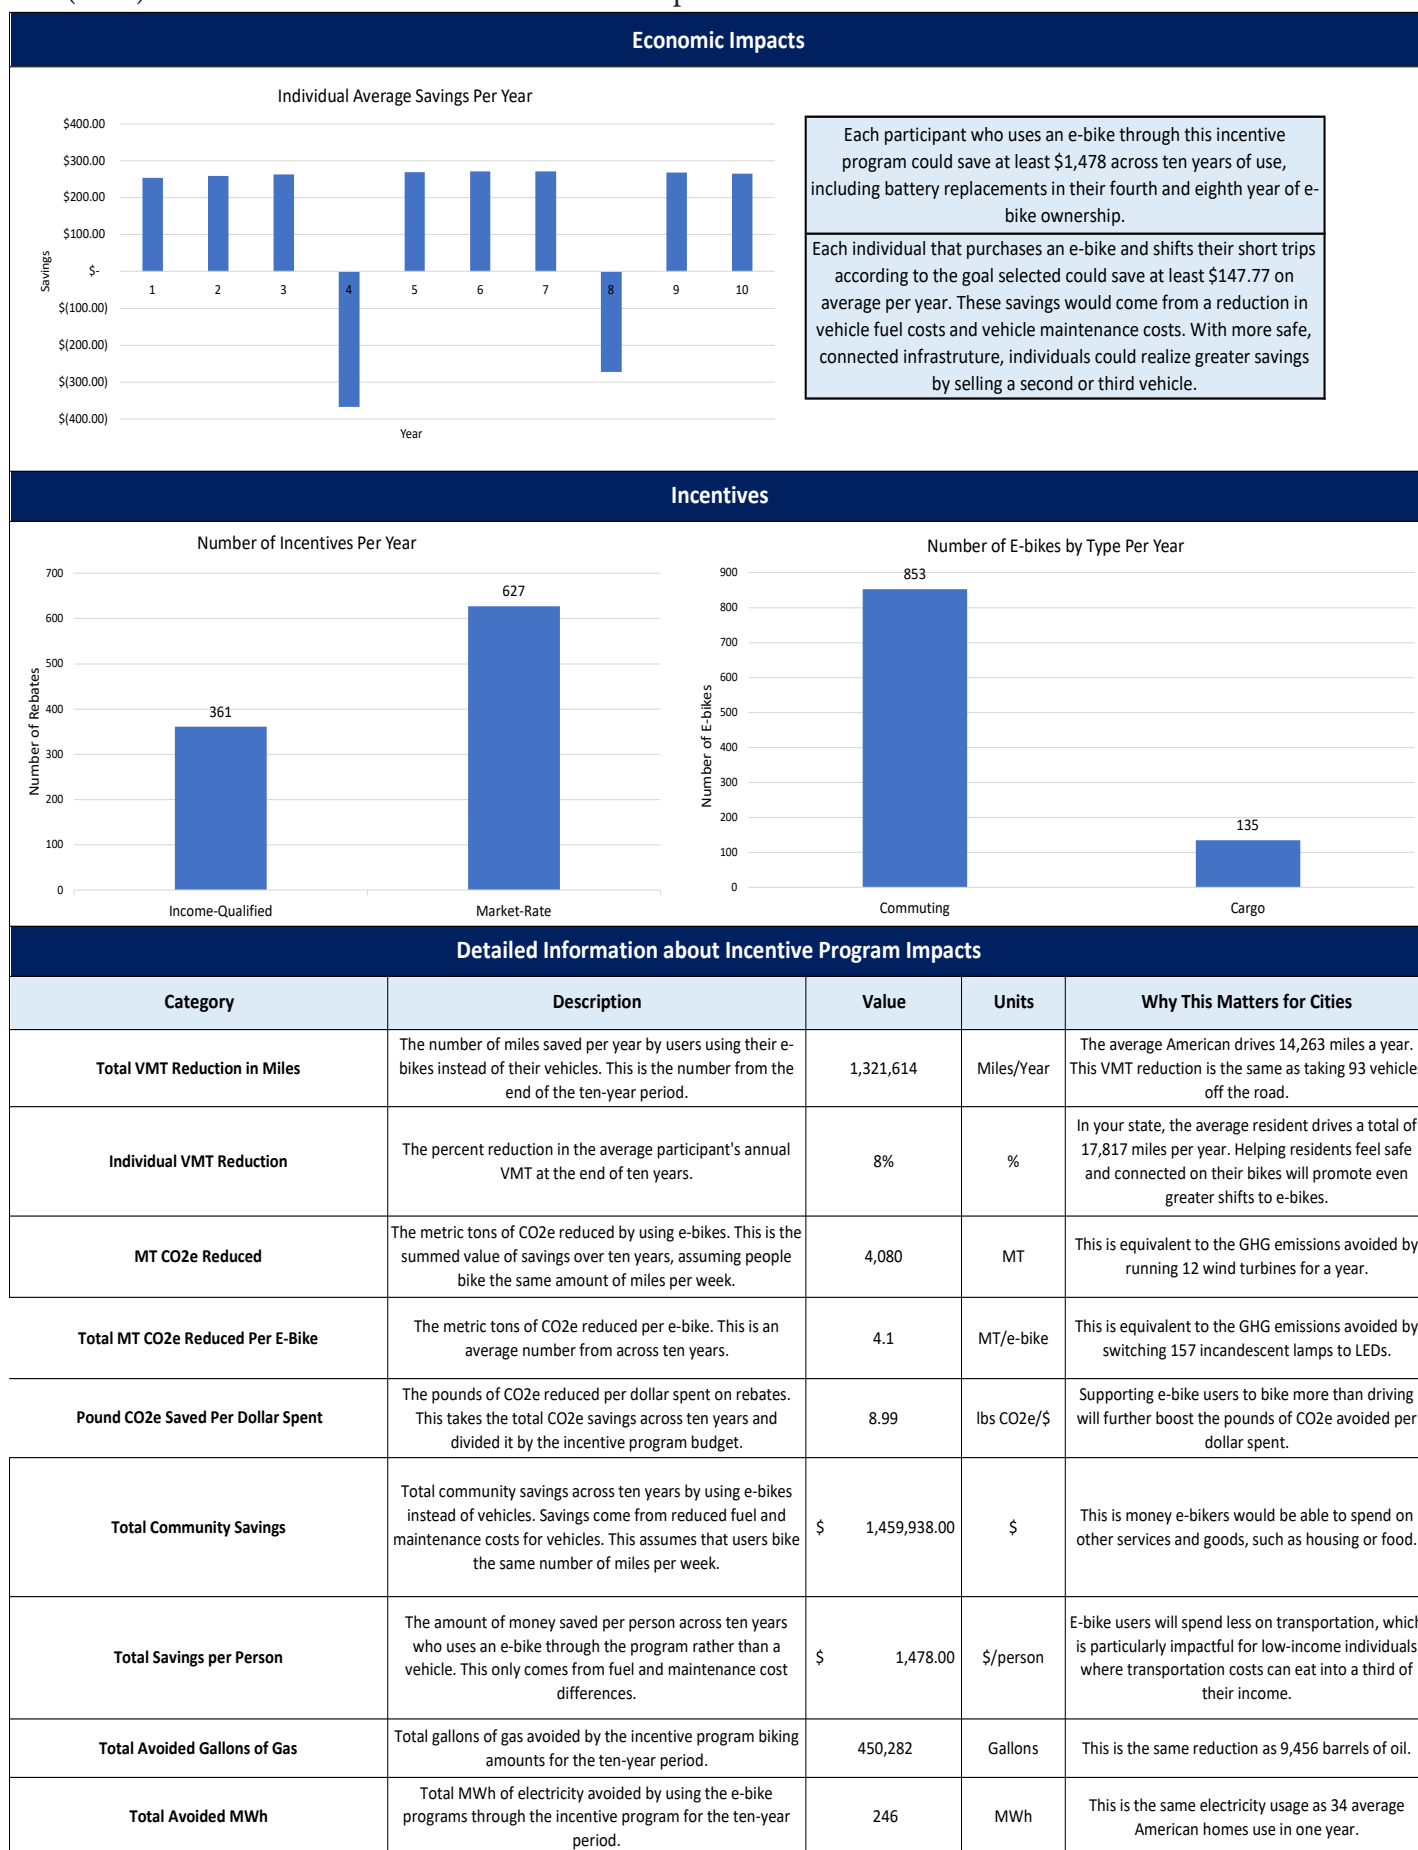 Economic Impacts
Individual Average Savings Per Year
$400.00
$300.00
$200.00
$100.00
$-
$(100.00)
$(200.00)
$(300.00)
$(400.00)
Savings
1 2 3 4 5 6 7 8 9 10
Year
Each participant who uses an e-bike through this incentive
program could save at least $1,478 across ten years of use,
including battery replacements in their fourth and eighth year of e-
bike ownership.
Each individual that purchases an e-bike and shifts their short trips
according to the goal selected could save at least $147.77 on
average per year. These savings would come from a reduction in
vehicle fuel costs and vehicle maintenance costs. With more safe,
connected infrastruture, individuals could realize greater savings
by selling a second or third vehicle.
Incentives
Number of Incentives Per Year
700
600
500
400
300
200
100
0
Number of Rebates
361
627
Income-Qualified
Market-Rate
Number of E-bikes by Type Per Year
900
800
700
600
500
400
300
200
100
0
Number of E-bikes
853
135
Commuting
Cargo
Detailed Information about Incentive Program Impacts
Category Description Value Units Why This Matters for Cities
Total VMT Reduction in Miles
The number of miles saved per year by users using their e-
bikes instead of their vehicles. This is the number from the
end of the ten-year period.
1,321,614
Miles/Year
The average American drives 14,263 miles a year.
This VMT reduction is the same as taking 93 vehicles
off the road.
Individual VMT Reduction
The percent reduction in the average participant's annual
VMT at the end of ten years.
8%
%
In your state, the average resident drives a total of
17,817 miles per year. Helping residents feel safe
and connected on their bikes will promote even
greater shifts to e-bikes.
MT CO2e Reduced
The metric tons of CO2e reduced by using e-bikes. This is the
summed value of savings over ten years, assuming people
bike the same amount of miles per week.
4,080
MT
This is equivalent to the GHG emissions avoided by
running 12 wind turbines for a year.
Total MT CO2e Reduced Per E-Bike
The metric tons of CO2e reduced per e-bike. This is an
average number from across ten years.
4.1
MT/e-bike
This is equivalent to the GHG emissions avoided by
switching 157 incandescent lamps to LEDs.
Pound CO2e Saved Per Dollar Spent
The pounds of CO2e reduced per dollar spent on rebates.
This takes the total CO2e savings across ten years and
divided it by the incentive program budget.
8.99
lbs CO2e/$
Supporting e-bike users to bike more than driving
will further boost the pounds of CO2e avoided per
dollar spent.
Total Community Savings
Total community savings across ten years by using e-bikes
instead of vehicles. Savings come from reduced fuel and
maintenance costs for vehicles. This assumes that users bike
the same number of miles per week.
$ 1,459,938.00
$
This is money e-bikers would be able to spend on
other services and goods, such as housing or food.
Total Savings per Person
The amount of money saved per person across ten years
who uses an e-bike through the program rather than a
vehicle. This only comes from fuel and maintenance cost
differences.
$ 1,478.00
$/person
E-bike users will spend less on transportation, which
is particularly impactful for low-income individuals
where transportation costs can eat into a third of
their income.
Total Avoided Gallons of Gas
Total gallons of gas avoided by the incentive program biking
amounts for the ten-year period.
450,282
Gallons
This is the same reduction as 9,456 barrels of oil.
Total Avoided MWh
Total MWh of electricity avoided by using the e-bike
programs through the incentive program for the ten-year
period.
246
MWh
This is the same electricity usage as 34 average
American homes use in one year.